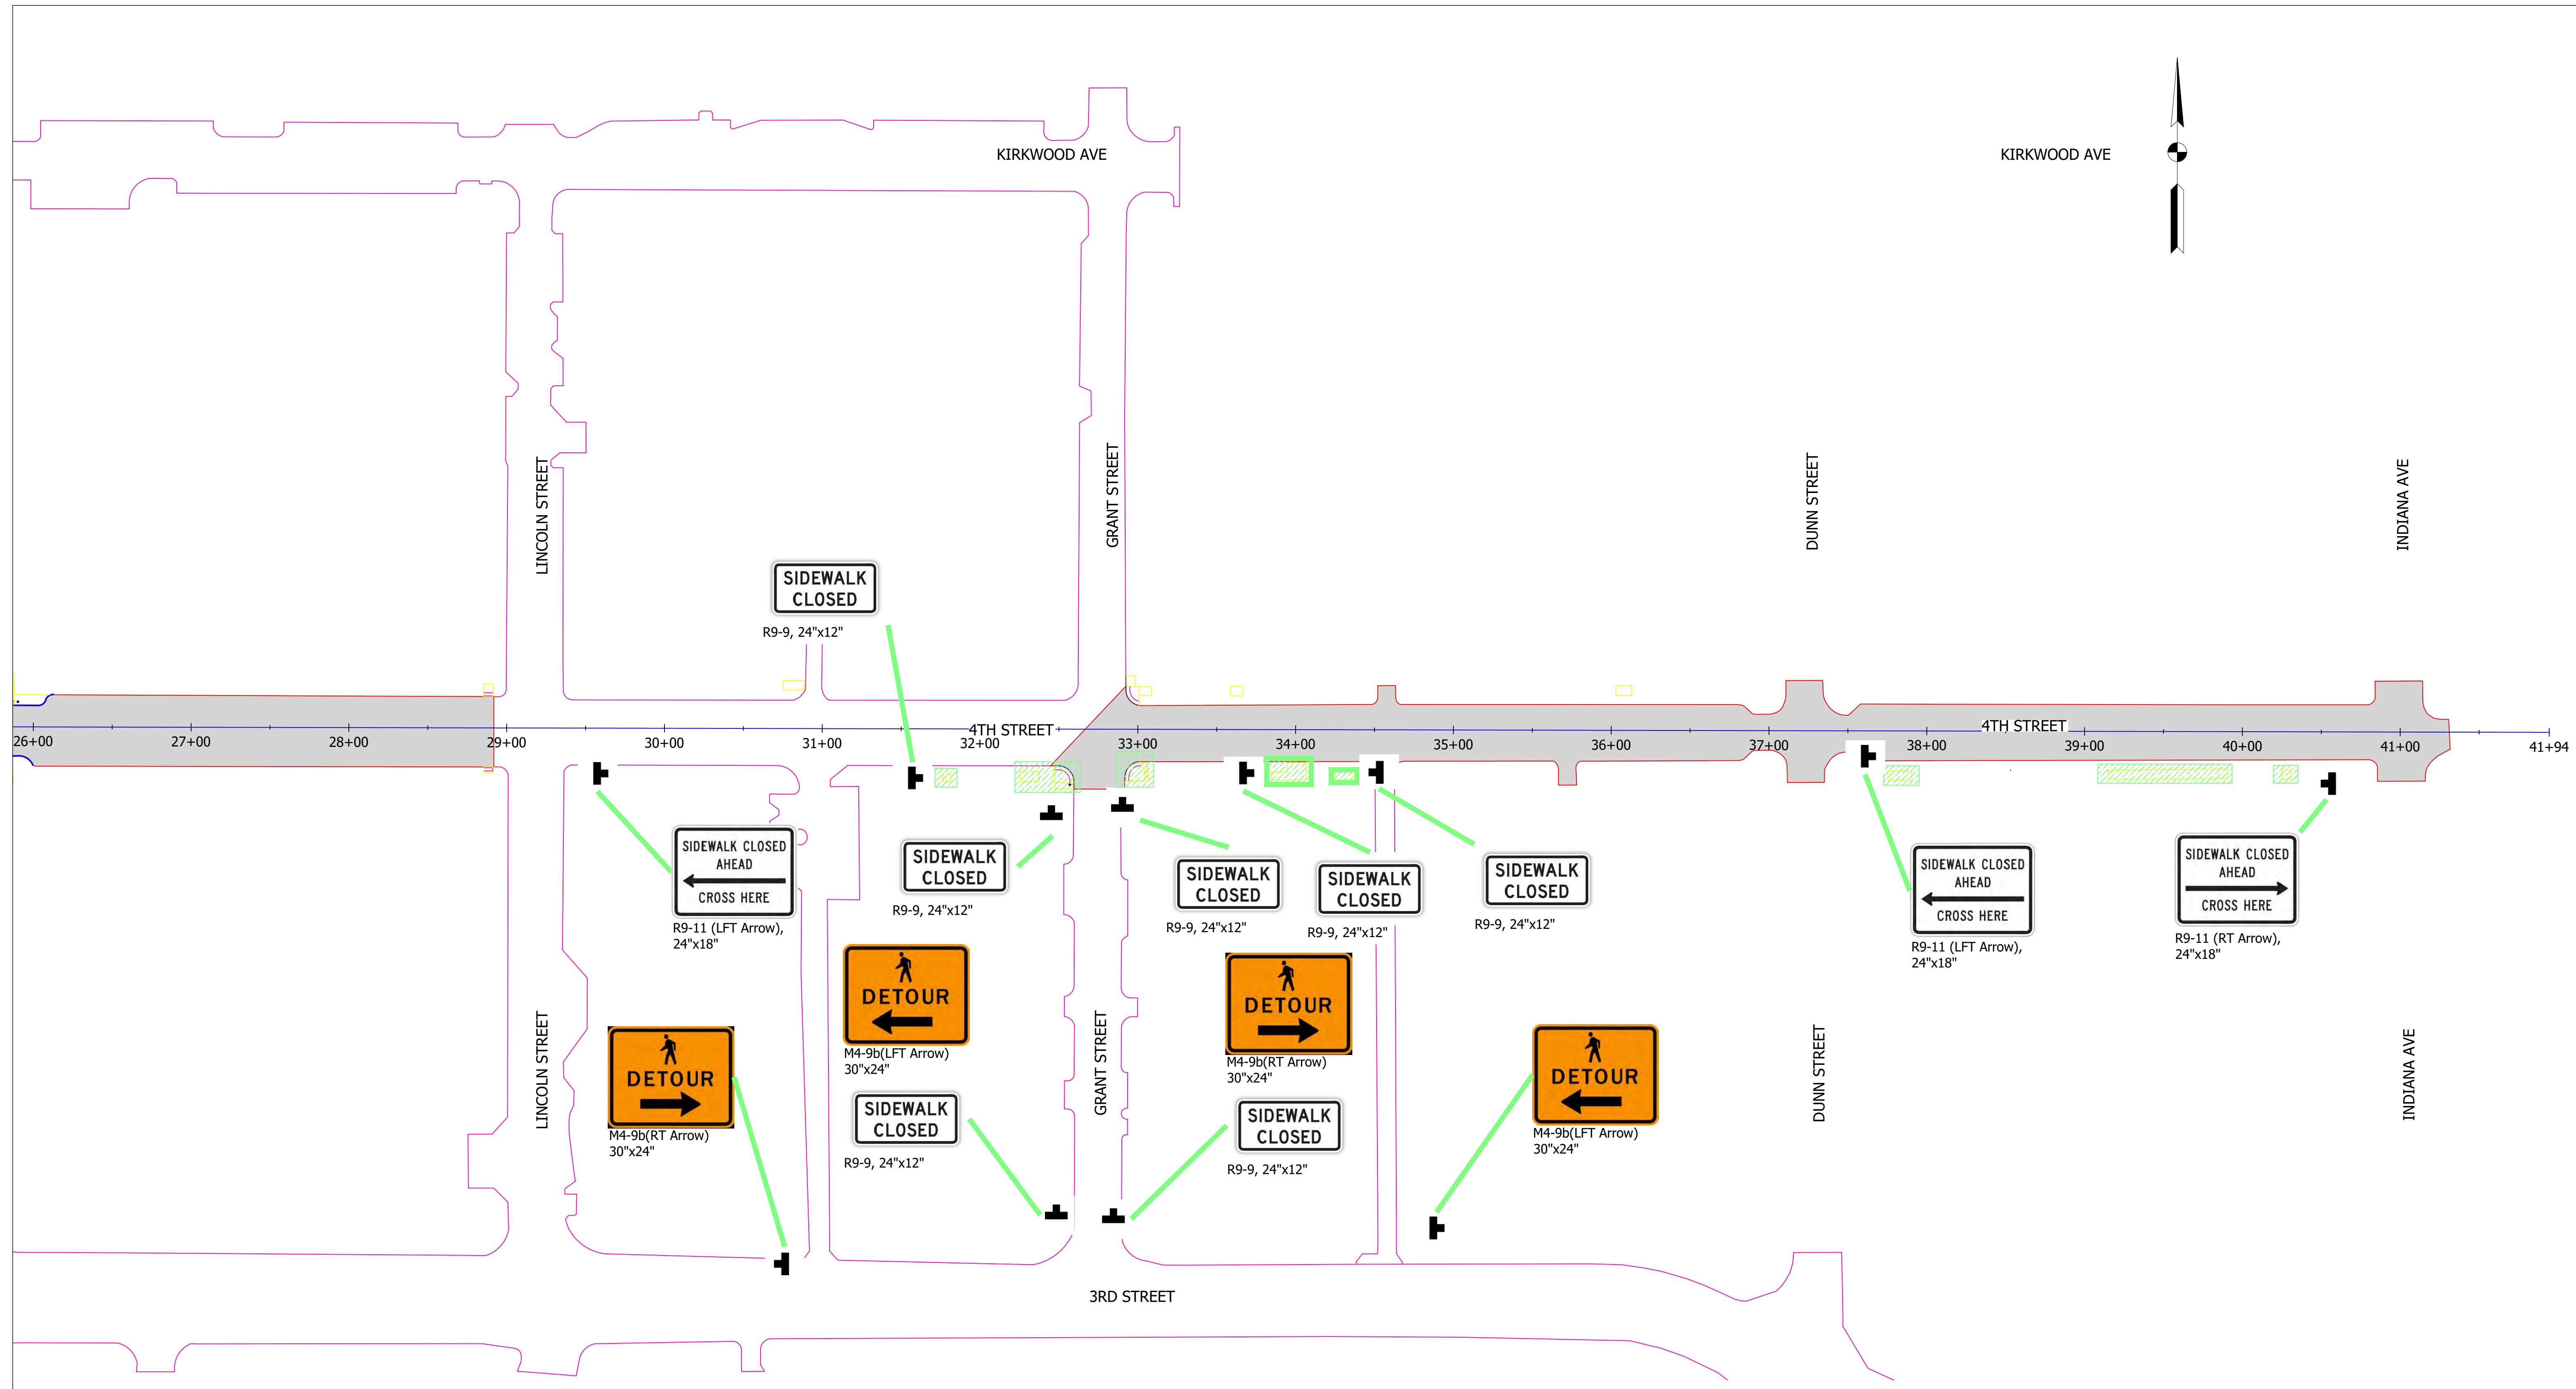 KIRKWOOD AVE
KIRKWOOD AVE
LINCOLN STREET
GRANT STREET
DUNN STREET
INDIANA AVE
SIDEWALK
CLOSED
R9-9, 24"x12"
4TH STREET
4TH STREET
26+00
27+00
28+00
29+00
30+00
31+00
32+00
33+00
34+00
35+00
36+00
37+00
38+00
39+00
40+00
41+00
41+94
SIDEWALK CLOSED
AHEAD
CROSS HERE
R9-11 (LFT Arrow),
24"x18"
SIDEWALK
CLOSED
R9-9, 24"x12"
SIDEWALK
CLOSED
R9-9, 24"x12"
SIDEWALK
CLOSED
R9-9, 24"x12"
SIDEWALK
CLOSED
R9-9, 24"x12"
SIDEWALK CLOSED
AHEAD
CROSS HERE
R9-11 (LFT Arrow),
24"x18"
SIDEWALK CLOSED
AHEAD
CROSS HERE
R9-11 (RT Arrow),
24"x18"
DETOUR
M4-9b(LFT Arrow)
30"x24"
DETOUR
M4-9b(RT Arrow)
30"x24"
DETOUR
M4-9b(RT Arrow)
30"x24"
DETOUR
M4-9b(LFT Arrow)
30"x24"
LINCOLN STREET
GRANT STREET
DUNN STREET
INDIANA AVE
SIDEWALK
CLOSED
R9-9, 24"x12"
SIDEWALK
CLOSED
R9-9, 24"x12"
3RD STREET